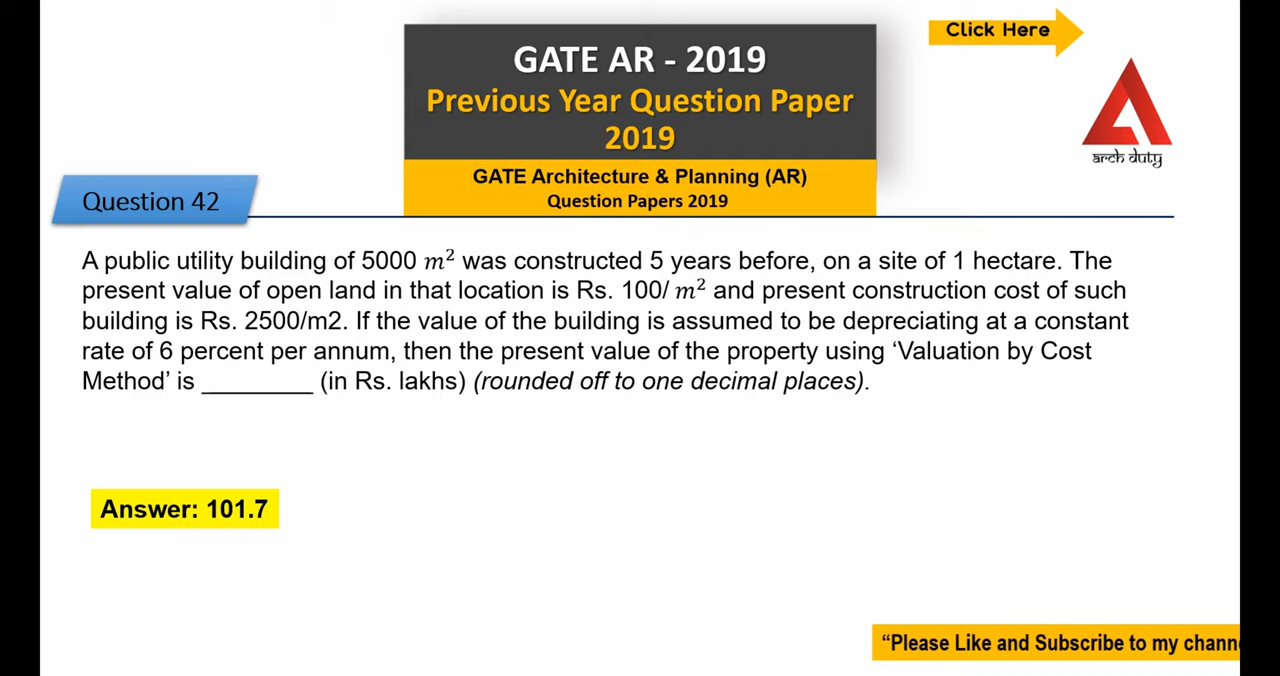 Click Here
GATE AR - 2019
Previous Year Question Paper
2019
GATE Architecture & Planning (AR)
Question Papers 2019
arch duty
Question 42
A public utility building of 5000 m² was constructed 5 years before, on a site of 1 hectare. The
present value of open land in that location is Rs. 100/ m² and present construction cost of such
building is Rs. 2500/m2. If the value of the building is assumed to be depreciating at a constant
rate of 6 percent per annum, then the present value of the property using ‘Valuation by Cost
Method’ is ________ (in Rs. lakhs) (rounded off to one decimal places).
Answer: 101.7
“Please Like and Subscribe to my chann